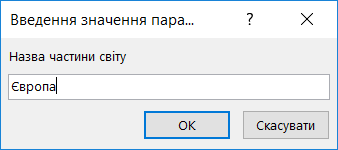 Введення значення пара...
Назва частини світу
Європа
OK
Скасувати